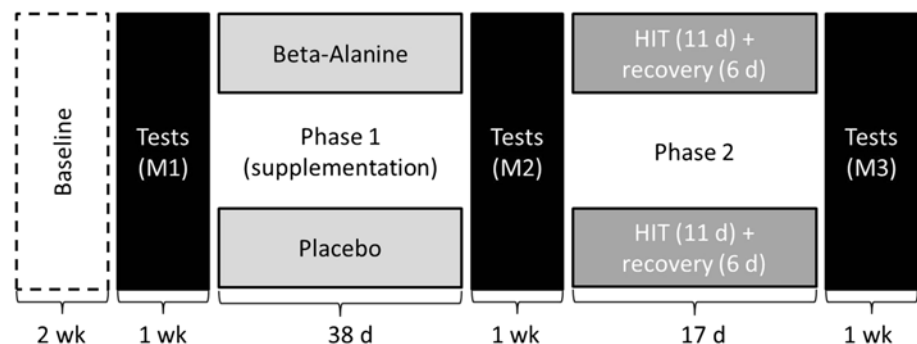 Baseline
Tests
(M1)
Beta-Alanine
Phase 1
(supplementation)
Placebo
Tests
(M2)
HIT (11 d) +
recovery (6 d)
Phase 2
HIT (11 d) +
recovery (6 d)
Tests
(M3)
2 wk
1 wk
38 d
1 wk
17 d
1 wk